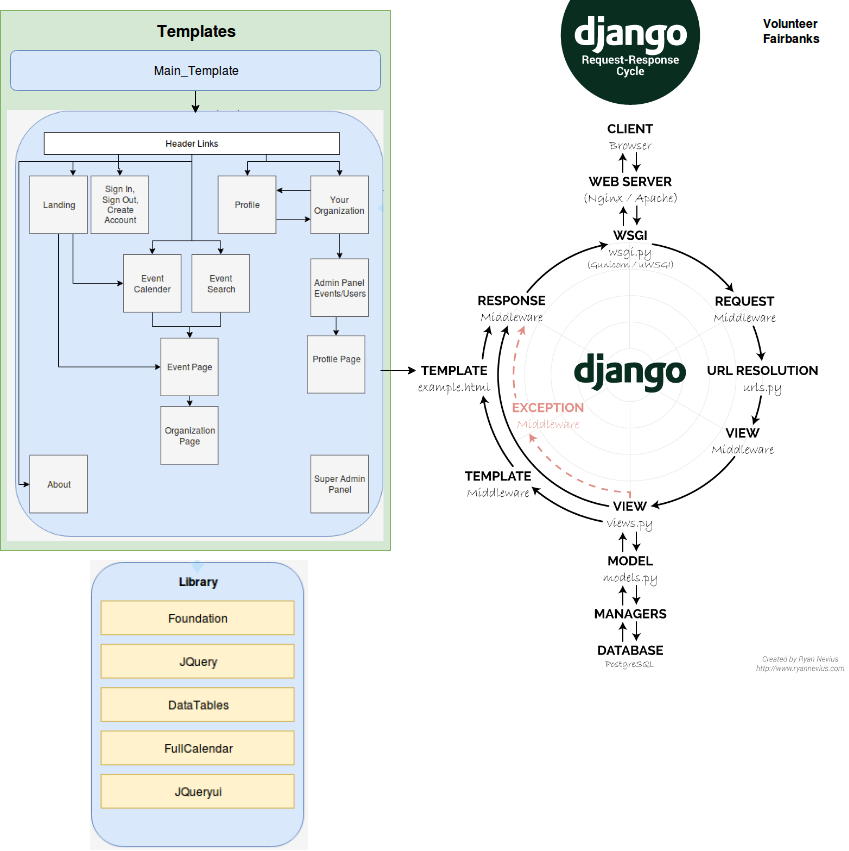 Templates
Main_Template
Header Links
Landing
Sign In,
Sign Out,
Create
Account
Profile
Your
Organization
Event
Calender
Event
Search
Admin Panel
Events/Users
Event Page
Profile Page
Organization
Page
About
Super Admin
Panel
Library
Foundation
JQuery
DataTables
FullCalendar
JQueryui
django
Request-Response
Cycle
Volunteer
Fairbanks
CLIENT
Browser
WEB SERVER
(Nginx / Apache)
WSGI
wsgi.py
(Gunicorn / uWSGI)
RESPONSE
Middleware
REQUEST
Middleware
TEMPLATE
example.html
django
URL RESOLUTION
urls.py
EXCEPTION
Middleware
VIEW
Middleware
TEMPLATE
Middleware
VIEW
views.py
MODEL
models.py
MANAGERS
DATABASE
PostgreSQL
Created by Ryan Nevius
http://www.ryannevius.com